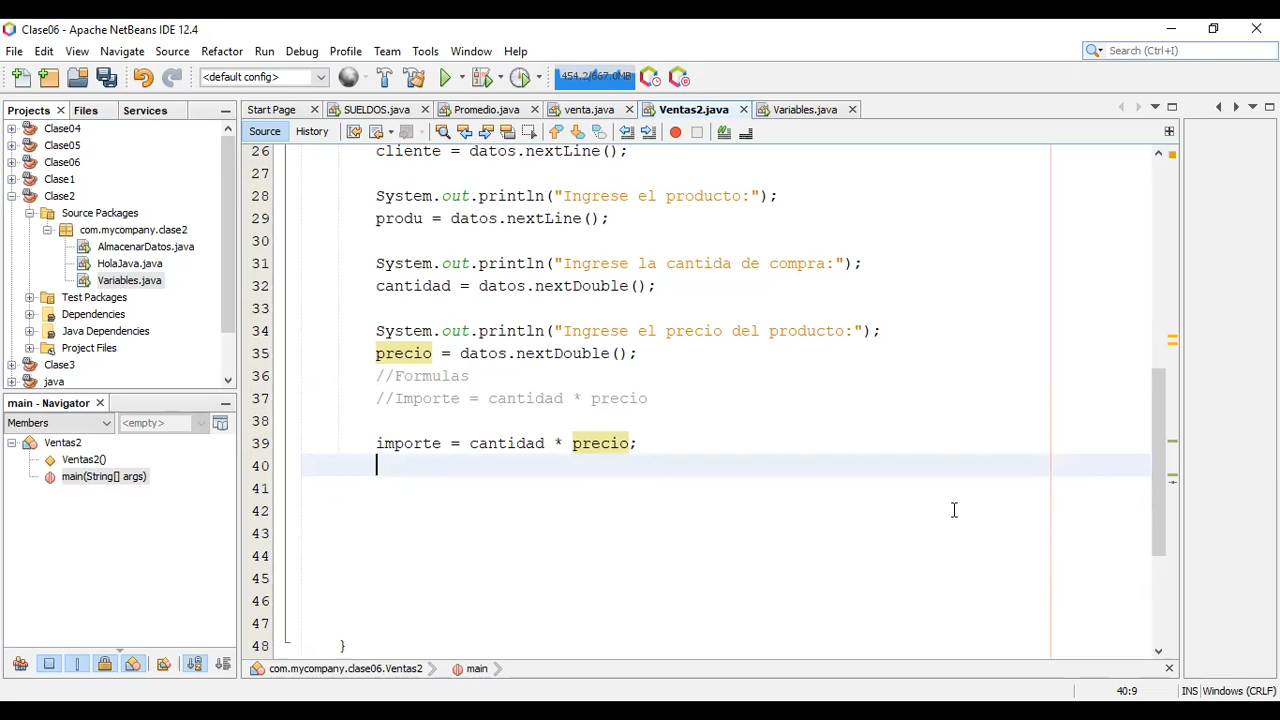 Clase06 - Apache NetBeans IDE 12.4
File Edit View Navigate Source Refactor Run Debug Profile Team Tools Window Help
Search (Ctrl+I)
<default config>
454.2/667.0MB
Projects Files Services
Start Page SUELDOS.java Promedio.java venta.java Ventas2.java Variables.java
Source History
Clase04
Clase05
Clase06
Clase1
Clase2
Source Packages
com.mycompany.clase2
AlmacenarDatos.java
HolaJava.java
Variables.java
Test Packages
Dependencies
Java Dependencies
Project Files
Clase3
java
main - Navigator
Members <empty>
Ventas2
Ventas2()
main(String[] args)
26 cliente = datos.nextLine();
27
28 System.out.println("Ingrese el producto:");
29 produ = datos.nextLine();
30
31 System.out.println("Ingrese la cantida de compra:");
32 cantidad = datos.nextDouble();
33
34 System.out.println("Ingrese el precio del producto:");
35 precio = datos.nextDouble();
36 //Formulas
37 //Importe = cantidad * precio
38
39 importe = cantidad * precio;
40
41
42
43
44
45
46
47
48 }
com.mycompany.clase06.Ventas2 main
40:9 INS Windows (CRLF)